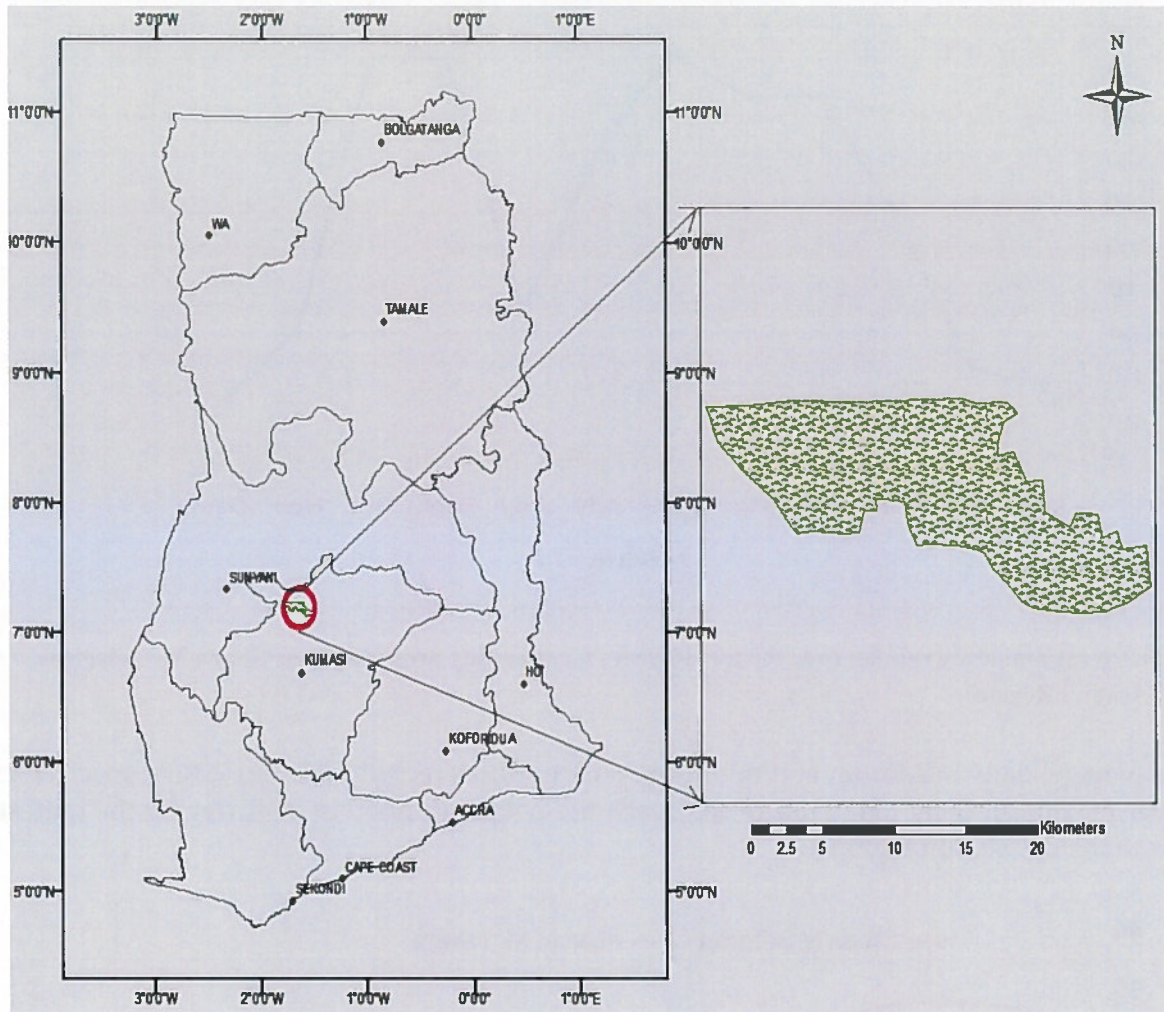 3°0'0"W 2°0'0"W 1°0'0"W 0°0'0" 1°0'0"E
N
11°0'0"N 11°0'0"N
BOLGATANGA
10°0'0"N 10°0'0"N
WA
TAMALE
9°0'0"N 9°0'0"N
8°0'0"N 8°0'0"N
SUNYANI
7°0'0"N 7°0'0"N
KUMASI
HO
KOFORIDUA
6°0'0"N 6°0'0"N
ACCRA
Kilometers
0 2.5 5 10 15 20
CAPE COAST
5°0'0"N 5°0'0"N
SEKONDI
3°0'0"W 2°0'0"W 1°0'0"W 0°0'0" 1°0'0"E